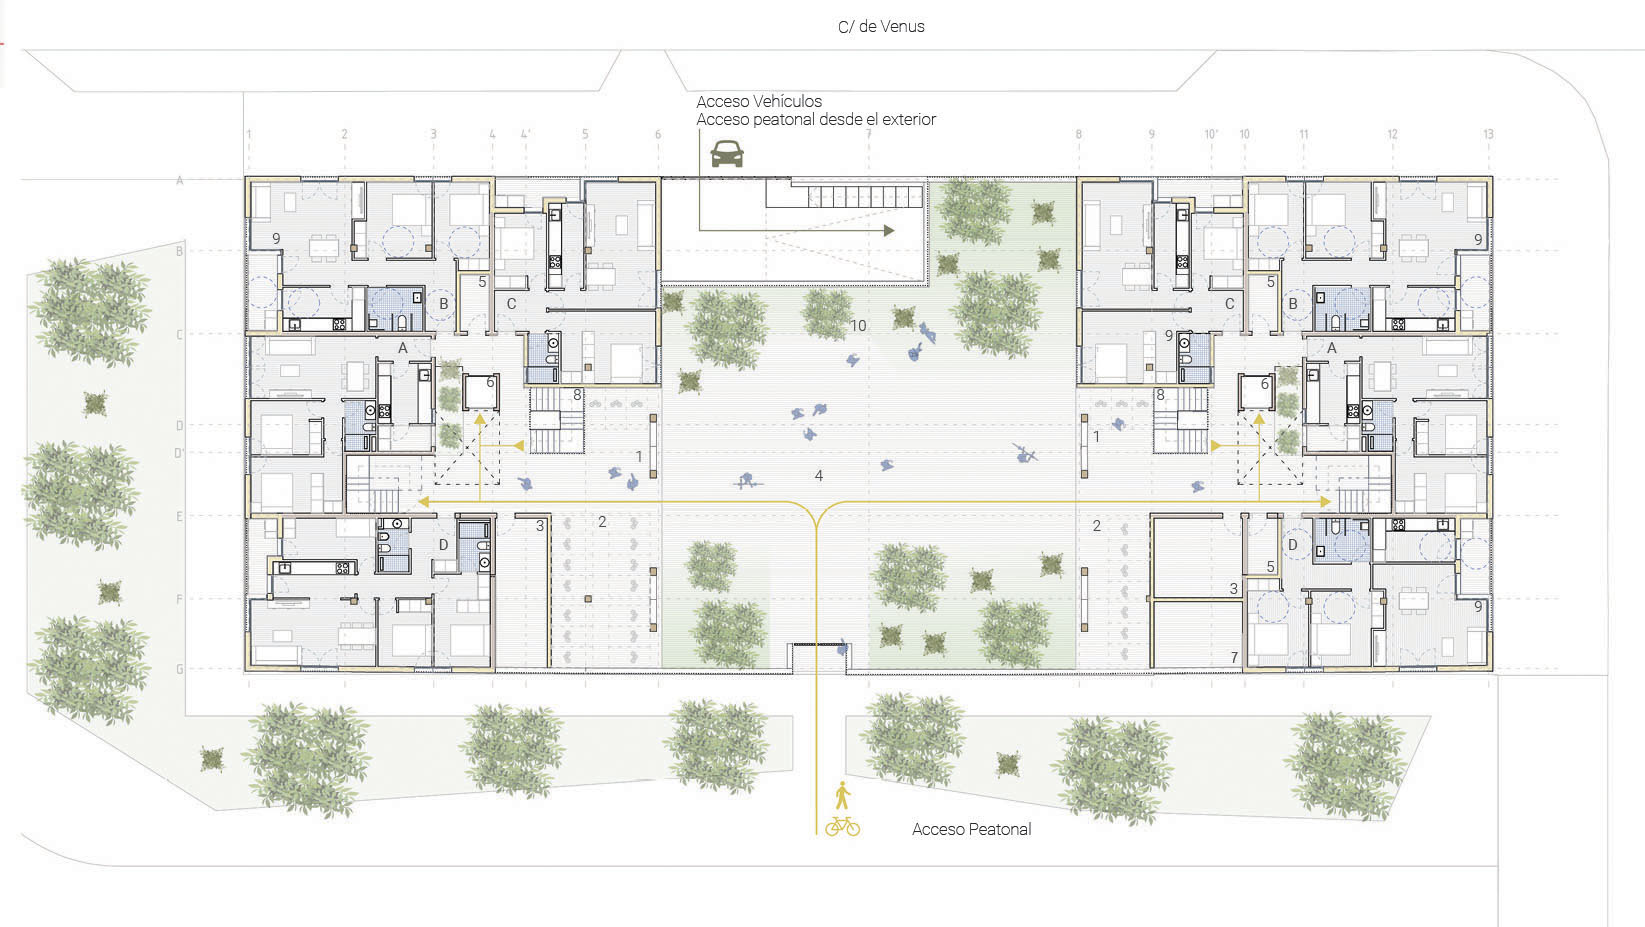 C/ de Venus
Acceso Vehículos
Acceso peatonal desde el exterior
1 2 3 4 4' 5 6 7 8 9 10' 10 11 12 13
A
9 9
B
5 5
B C C B
10
C
9
A A
6 6
8 8
D
1 1
D'
4
E
3 2 2
D D
5
3
F
9
7
G
Acceso Peatonal